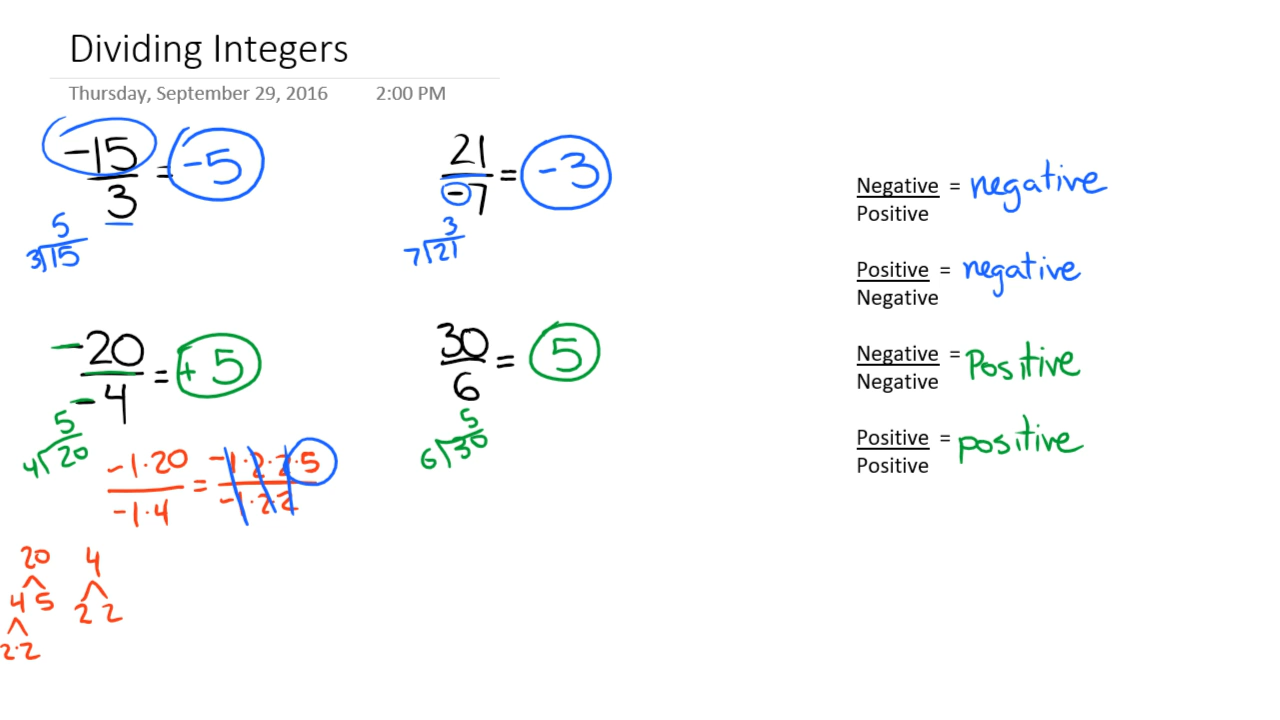 Dividing Integers
Thursday, September 29, 2016 2:00 PM
-15/3 = -5
5
3⟌15
21/-7 = -3
3
7⟌21
-20/-4 = +5
5
4⟌20
-1·20/-1·4 = -1·2·2·5/-1·2·2
20
4 5
2·2
4
2 2
30/6 = 5
5
6⟌30
Negative = negative
Positive
Positive = negative
Negative
Negative = Positive
Negative
Positive = positive
Positive